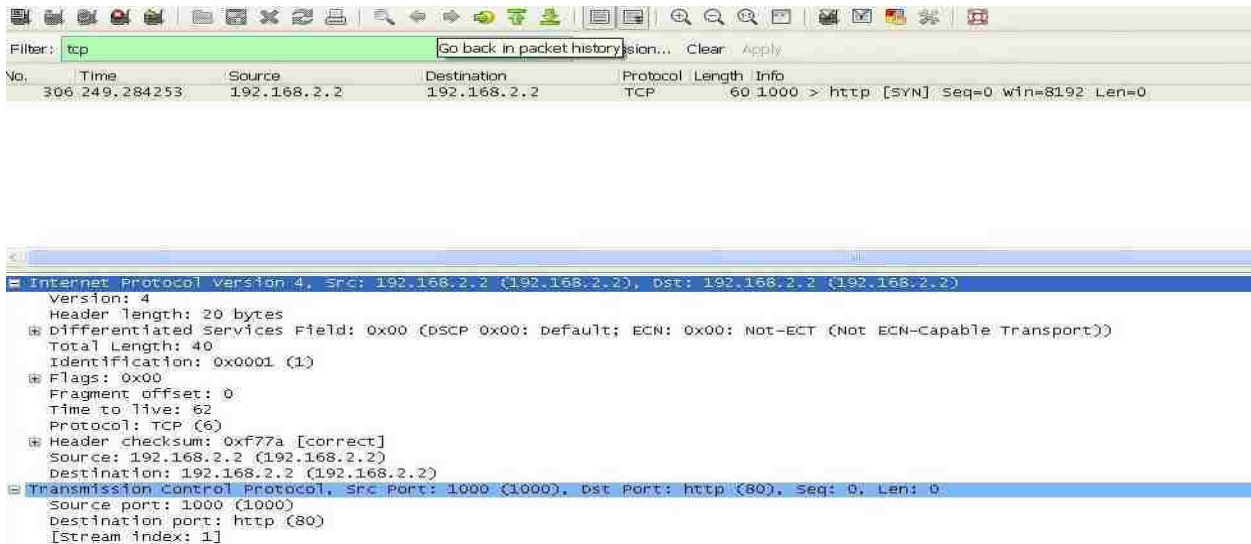 Filter: tcp Go back in packet history sion... Clear Apply
No. Time Source Destination Protocol Length Info
306 249.284253 192.168.2.2 192.168.2.2 TCP 60 1000 > http [SYN] Seq=0 Win=8192 Len=0
Internet Protocol Version 4, Src: 192.168.2.2 (192.168.2.2), Dst: 192.168.2.2 (192.168.2.2)
Version: 4
Header length: 20 bytes
Differentiated Services Field: 0x00 (DSCP 0x00: Default; ECN: 0x00: Not-ECT (Not ECN-Capable Transport))
Total Length: 40
Identification: 0x0001 (1)
Flags: 0x00
Fragment offset: 0
Time to live: 62
Protocol: TCP (6)
Header checksum: 0xf77a [correct]
Source: 192.168.2.2 (192.168.2.2)
Destination: 192.168.2.2 (192.168.2.2)
Transmission Control Protocol, Src Port: 1000 (1000), Dst Port: http (80), Seq: 0, Len: 0
Source port: 1000 (1000)
Destination port: http (80)
[Stream index: 1]